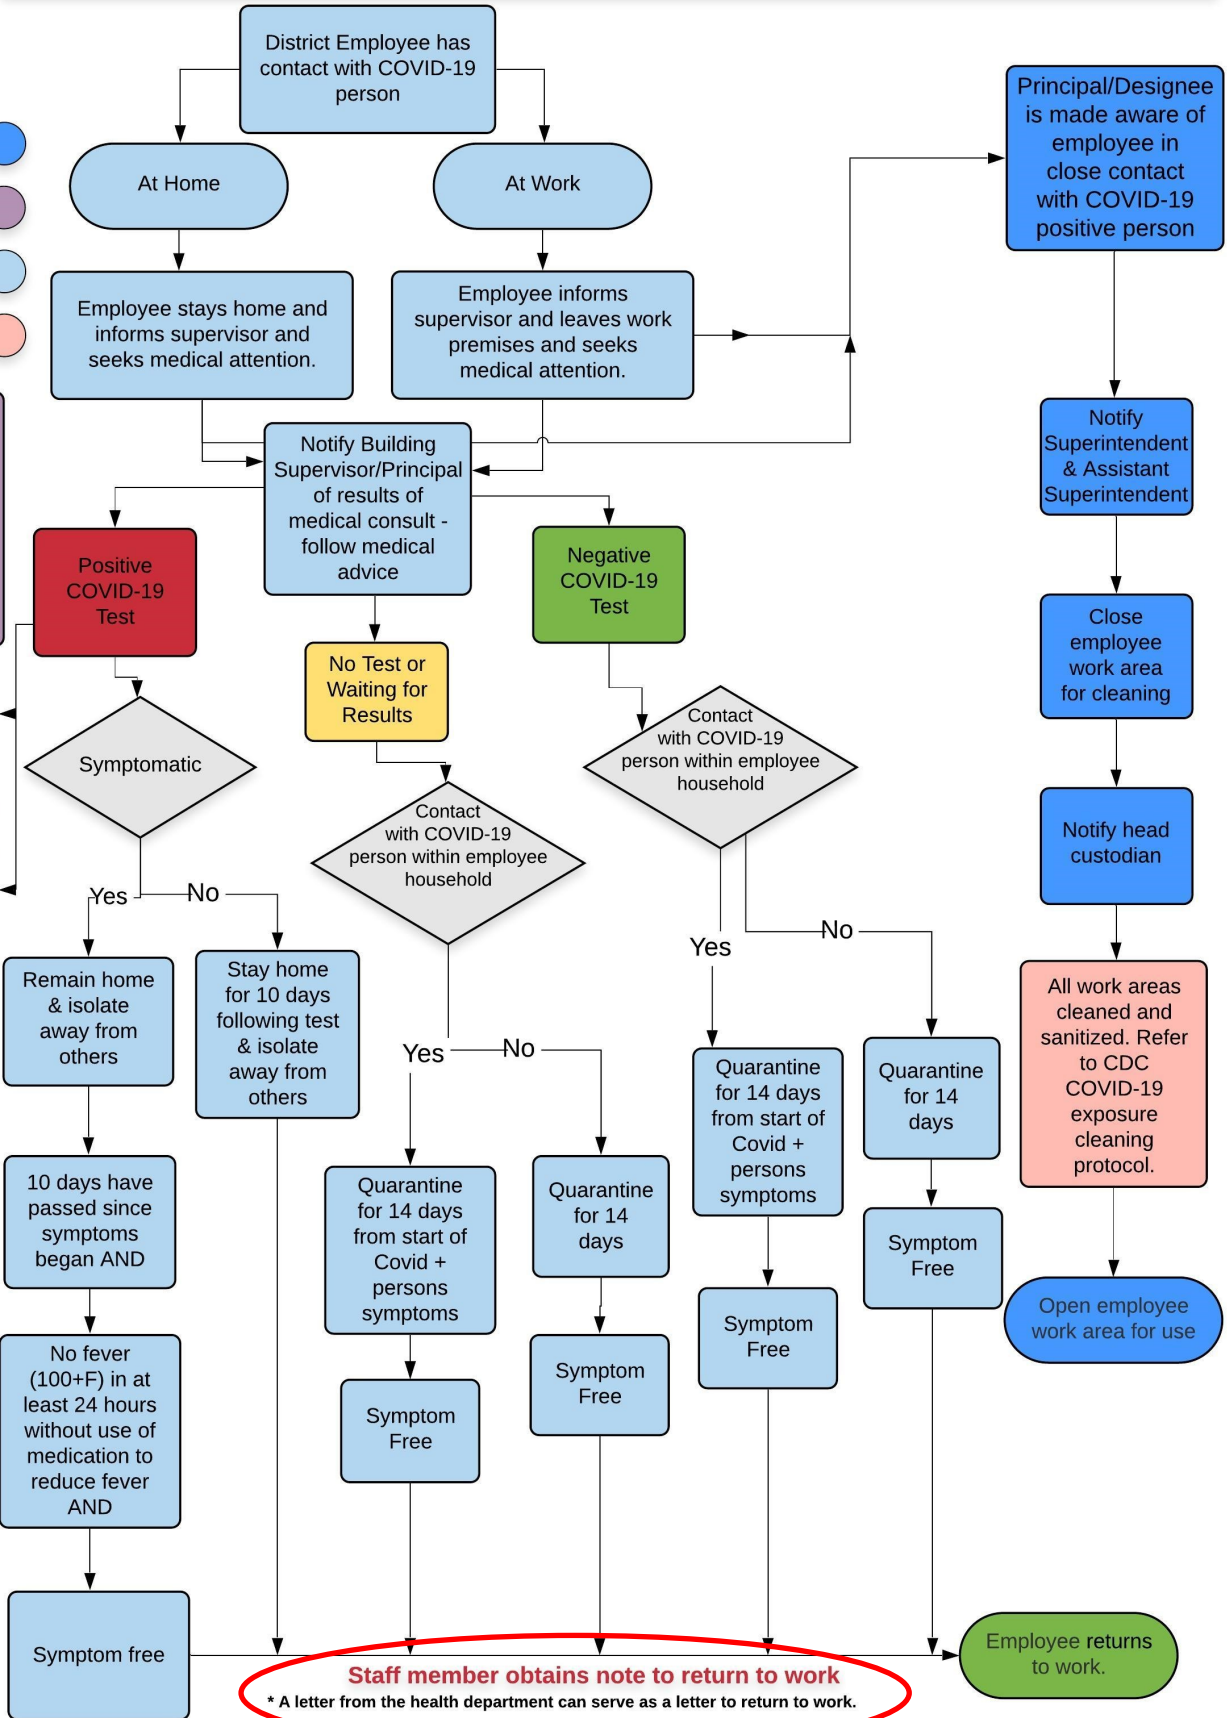 District Employee has
contact with COVID-19
person
At Home
At Work
Principal/Designee
is made aware of
employee in
close contact
with COVID-19
positive person
Employee stays home and
informs supervisor and
seeks medical attention.
Employee informs
supervisor and leaves work
premises and seeks
medical attention.
Notify Building
Supervisor/Principal
of results of
medical consult -
follow medical
advice
Notify
Superintendent
& Assistant
Superintendent
Positive
COVID-19
Test
No Test or
Waiting for
Results
Negative
COVID-19
Test
Close
employee
work area
for cleaning
Symptomatic
Contact
with COVID-19
person within employee
household
Contact
with COVID-19
person within employee
household
Notify head
custodian
Yes
No
Yes
No
Yes
No
Remain home
& isolate
away from
others
Stay home
for 10 days
following test
& isolate
away from
others
All work areas
cleaned and
sanitized. Refer
to CDC
COVID-19
exposure
cleaning
protocol.
10 days have
passed since
symptoms
began AND
Quarantine
for 14 days
from start of
Covid +
persons
symptoms
Quarantine
for 14
days
Quarantine
for 14 days
from start of
Covid +
persons
symptoms
Quarantine
for 14
days
No fever
(100+F) in at
least 24 hours
without use of
medication to
reduce fever
AND
Symptom
Free
Symptom
Free
Symptom
Free
Symptom
Free
Open employee
work area for use
Symptom free
Staff member obtains note to return to work
* A letter from the health department can serve as a letter to return to work.
Employee returns
to work.